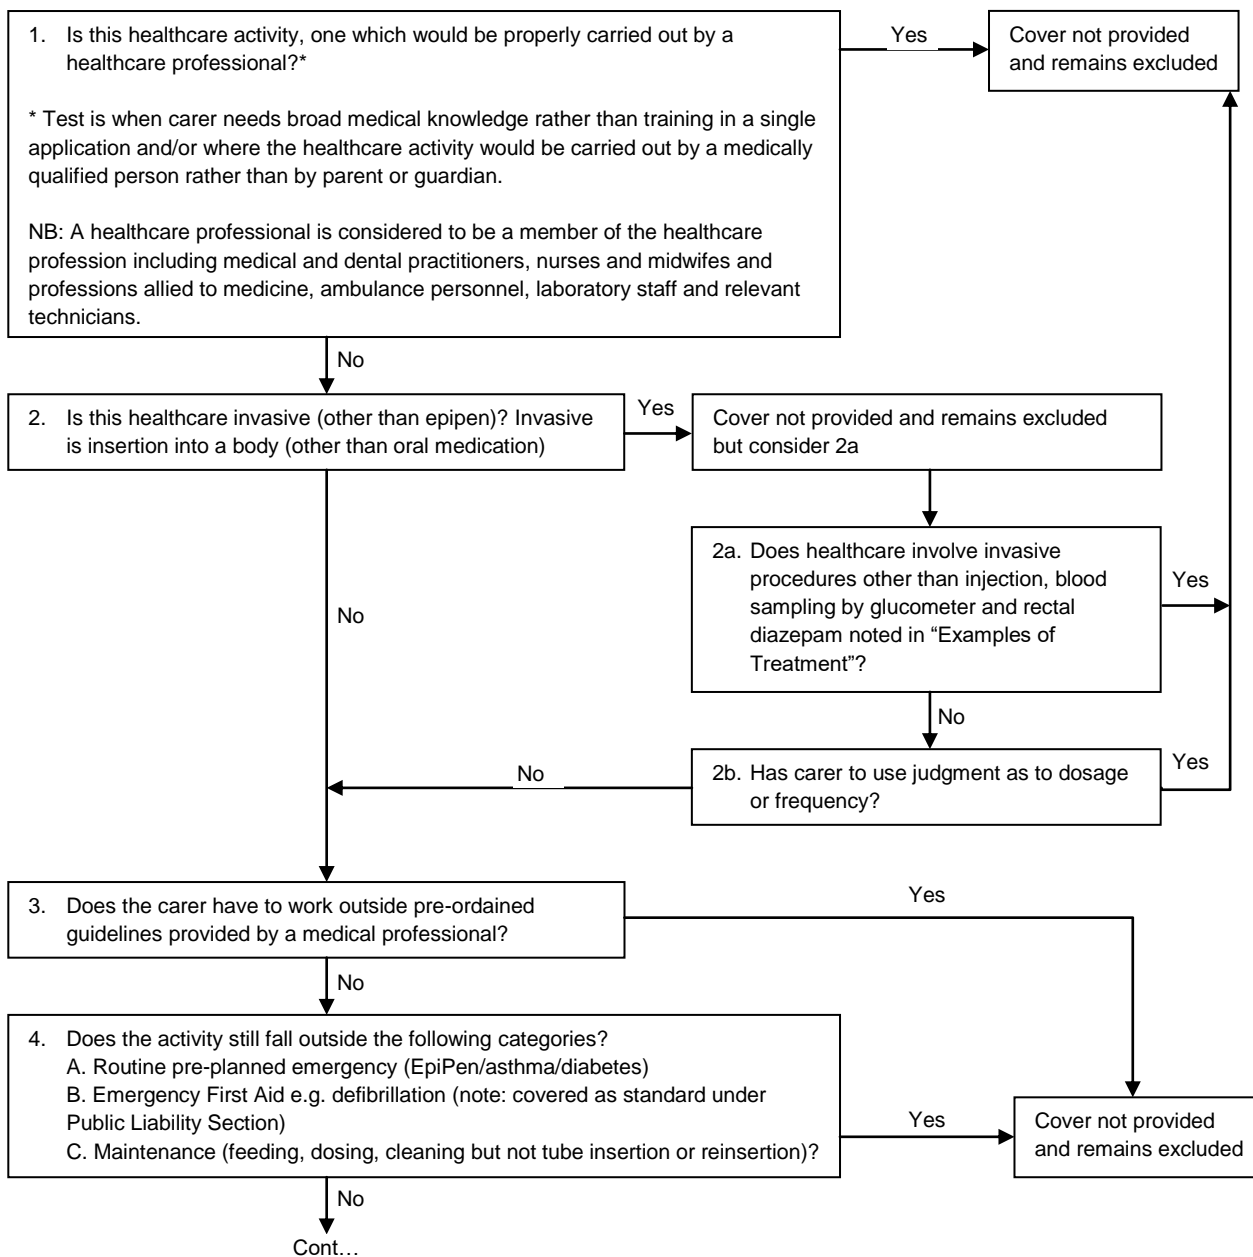 1. Is this healthcare activity, one which would be properly carried out by a
healthcare professional?*
* Test is when carer needs broad medical knowledge rather than training in a single
application and/or where the healthcare activity would be carried out by a medically
qualified person rather than by parent or guardian.
NB: A healthcare professional is considered to be a member of the healthcare
profession including medical and dental practitioners, nurses and midwifes and
professions allied to medicine, ambulance personnel, laboratory staff and relevant
technicians.
Yes
Cover not provided
and remains excluded
No
2. Is this healthcare invasive (other than epipen)? Invasive
is insertion into a body (other than oral medication)
Yes
Cover not provided and remains excluded
but consider 2a
2a. Does healthcare involve invasive
procedures other than injection, blood
sampling by glucometer and rectal
diazepam noted in “Examples of
Treatment”?
Yes
No
No
2b. Has carer to use judgment as to dosage
or frequency?
Yes
No
3. Does the carer have to work outside pre-ordained
guidelines provided by a medical professional?
Yes
No
4. Does the activity still fall outside the following categories?
A. Routine pre-planned emergency (EpiPen/asthma/diabetes)
B. Emergency First Aid e.g. defibrillation (note: covered as standard under
Public Liability Section)
C. Maintenance (feeding, dosing, cleaning but not tube insertion or reinsertion)?
Yes
Cover not provided
and remains excluded
No
Cont…